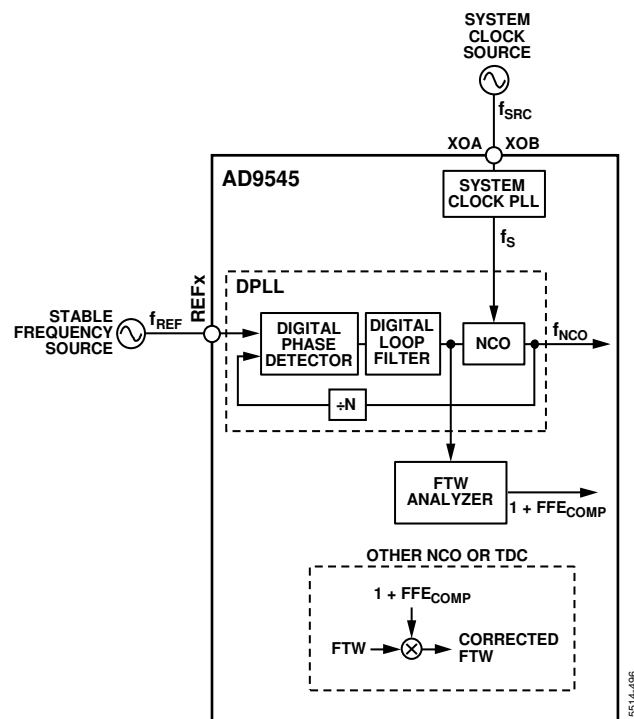 SYSTEM
CLOCK
SOURCE
fSRC
XOA
XOB
AD9545
SYSTEM
CLOCK PLL
fS
REFx
DPLL
STABLE
FREQUENCY
SOURCE
fREF
DIGITAL
PHASE
DETECTOR
DIGITAL
LOOP
FILTER
NCO
fNCO
÷N
FTW
ANALYZER
1 + FFECOMP
OTHER NCO OR TDC
1 + FFECOMP
FTW
CORRECTED
FTW
5514-496